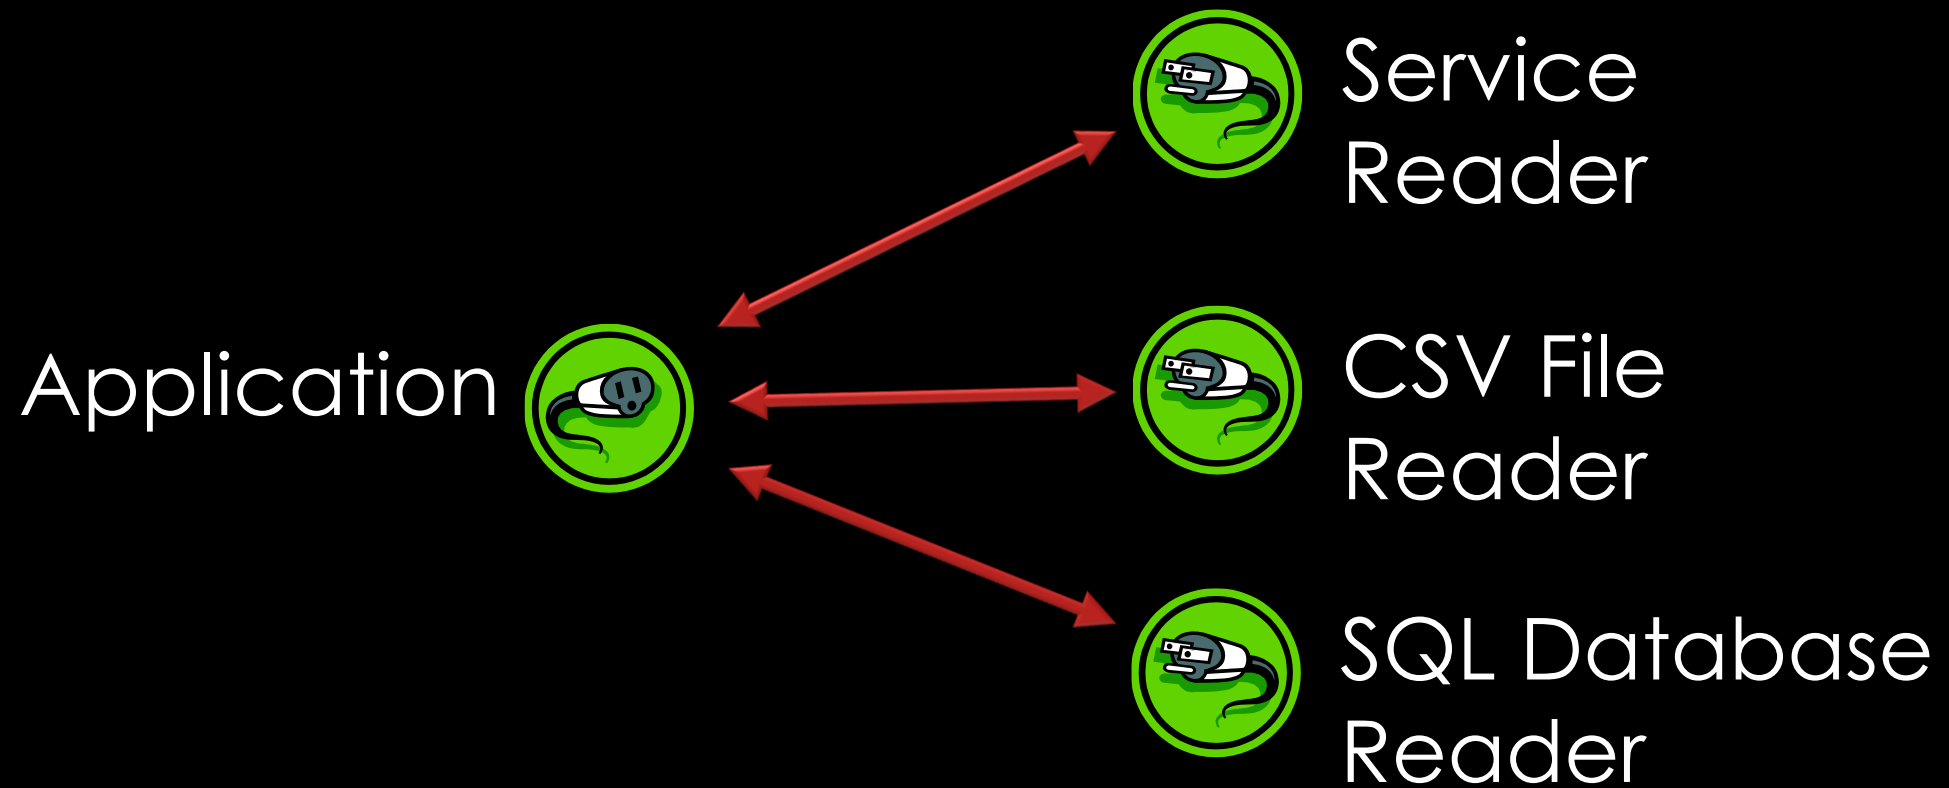 Service
Reader
Application
CSV File
Reader
SQL Database
Reader